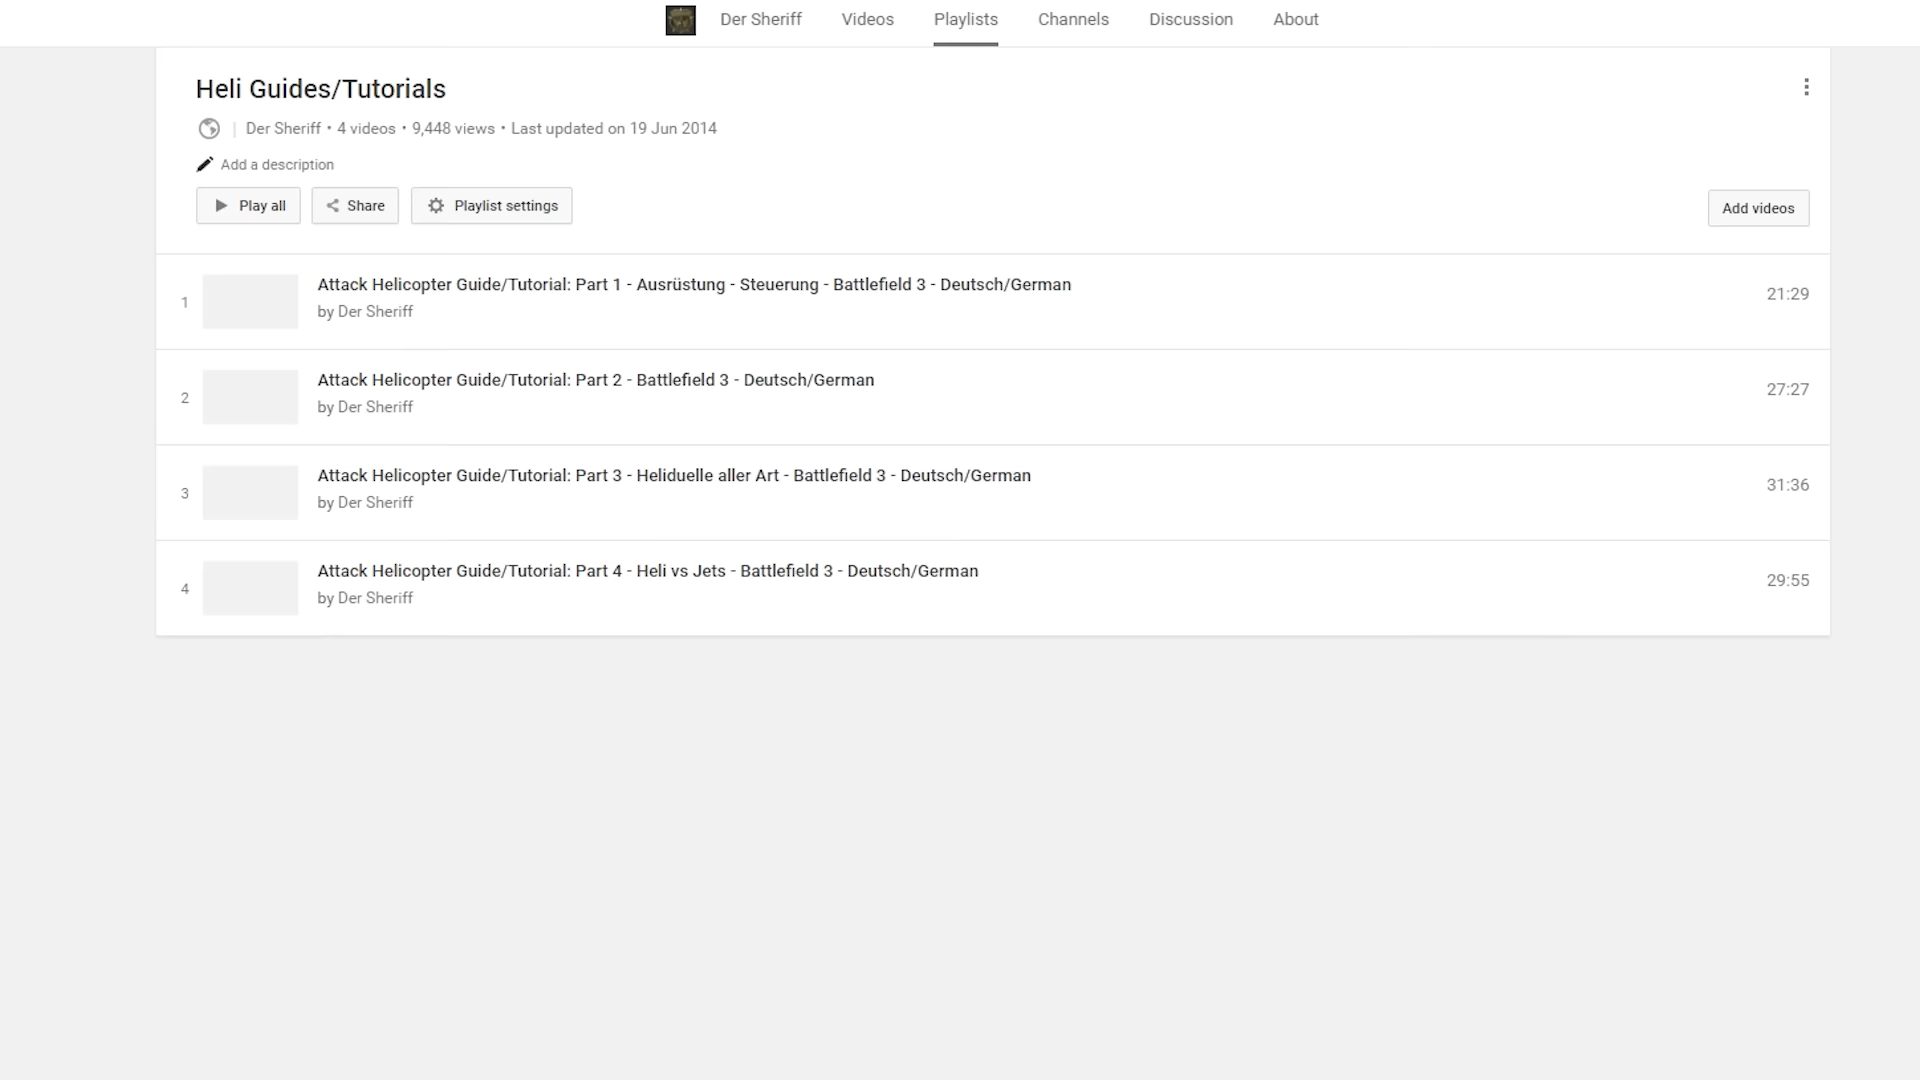 Der Sheriff Videos Playlists Channels Discussion About
Heli Guides/Tutorials
Der Sheriff • 4 videos • 9,448 views • Last updated on 19 Jun 2014
Add a description
Play all Share Playlist settings Add videos
1 Attack Helicopter Guide/Tutorial: Part 1 - Ausrüstung - Steuerung - Battlefield 3 - Deutsch/German 21:29
by Der Sheriff
2 Attack Helicopter Guide/Tutorial: Part 2 - Battlefield 3 - Deutsch/German 27:27
by Der Sheriff
3 Attack Helicopter Guide/Tutorial: Part 3 - Heliduelle aller Art - Battlefield 3 - Deutsch/German 31:36
by Der Sheriff
4 Attack Helicopter Guide/Tutorial: Part 4 - Heli vs Jets - Battlefield 3 - Deutsch/German 29:55
by Der Sheriff